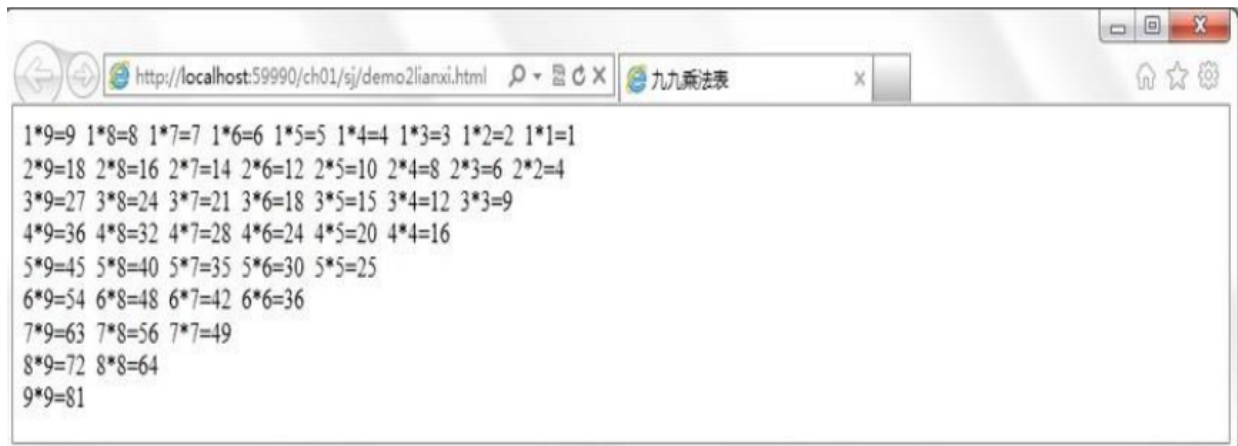 http://localhost:59990/ch01/sj/demo2lianxi.html
九九乘法表
1*9=9 1*8=8 1*7=7 1*6=6 1*5=5 1*4=4 1*3=3 1*2=2 1*1=1
2*9=18 2*8=16 2*7=14 2*6=12 2*5=10 2*4=8 2*3=6 2*2=4
3*9=27 3*8=24 3*7=21 3*6=18 3*5=15 3*4=12 3*3=9
4*9=36 4*8=32 4*7=28 4*6=24 4*5=20 4*4=16
5*9=45 5*8=40 5*7=35 5*6=30 5*5=25
6*9=54 6*8=48 6*7=42 6*6=36
7*9=63 7*8=56 7*7=49
8*9=72 8*8=64
9*9=81